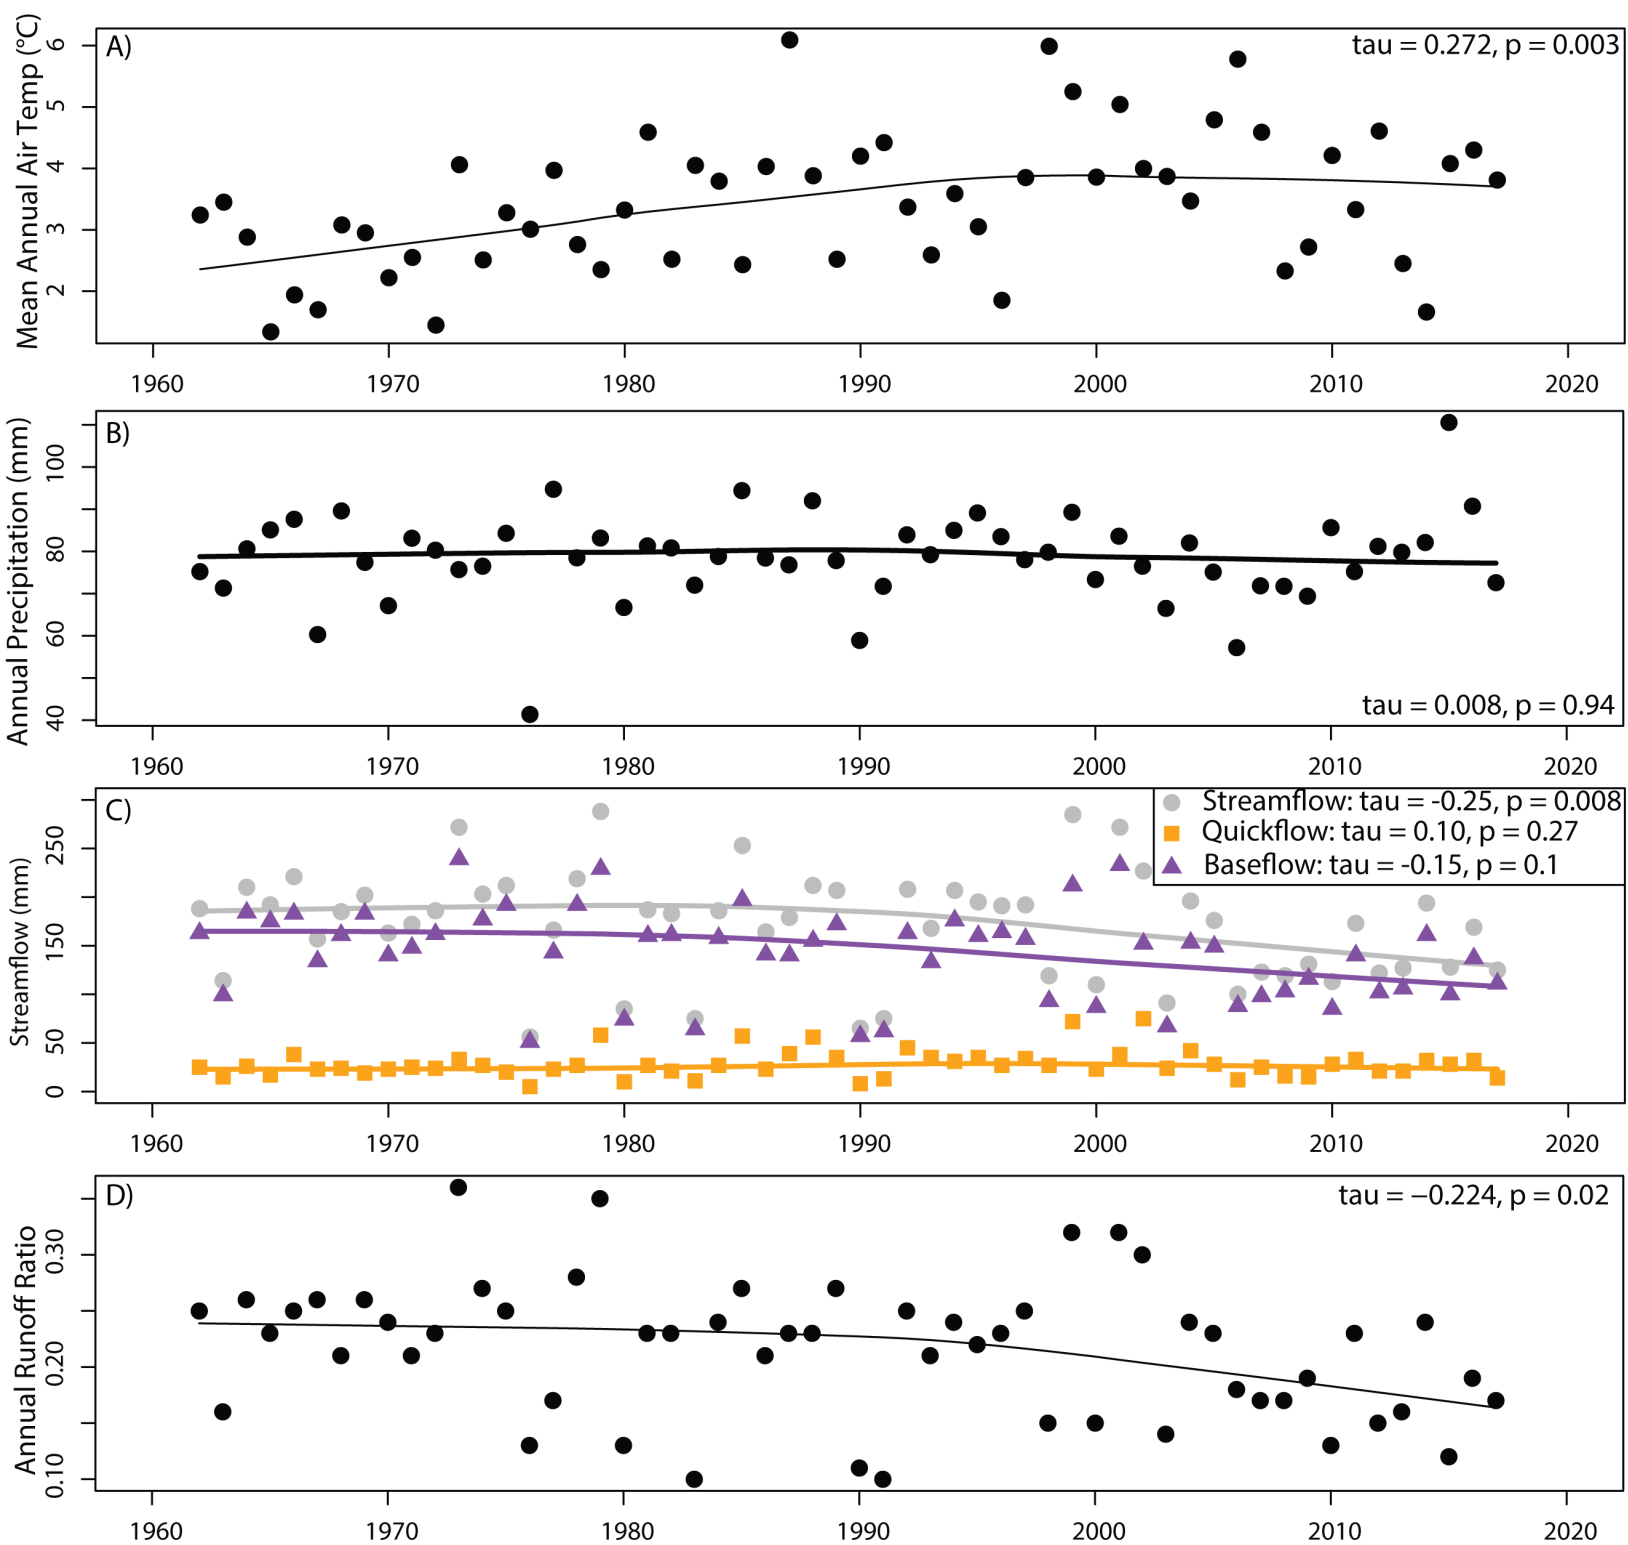 A)
tau = 0.272, p = 0.003
Mean Annual Air Temp (°C)
6
5
4
3
2
1960 1970 1980 1990 2000 2010 2020
B)
Annual Precipitation (mm)
100
80
60
40
tau = 0.008, p = 0.94
1960 1970 1980 1990 2000 2010 2020
C)
Streamflow: tau = -0.25, p = 0.008
Quickflow: tau = 0.10, p = 0.27
Baseflow: tau = -0.15, p = 0.1
Streamflow (mm)
250
150
50
0
1960 1970 1980 1990 2000 2010 2020
D)
tau = −0.224, p = 0.02
Annual Runoff Ratio
0.30
0.20
0.10
1960 1970 1980 1990 2000 2010 2020